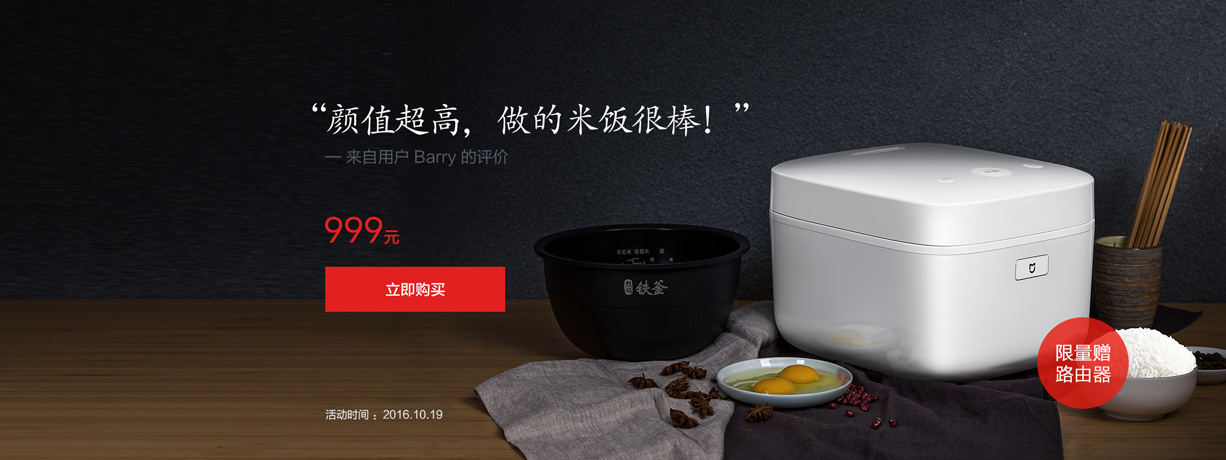 “颜值超高，做的米饭很棒！”
— 来自用户 Barry 的评价
999元
立即购买
铁釜
限量赠
路由器
活动时间：2016.10.19